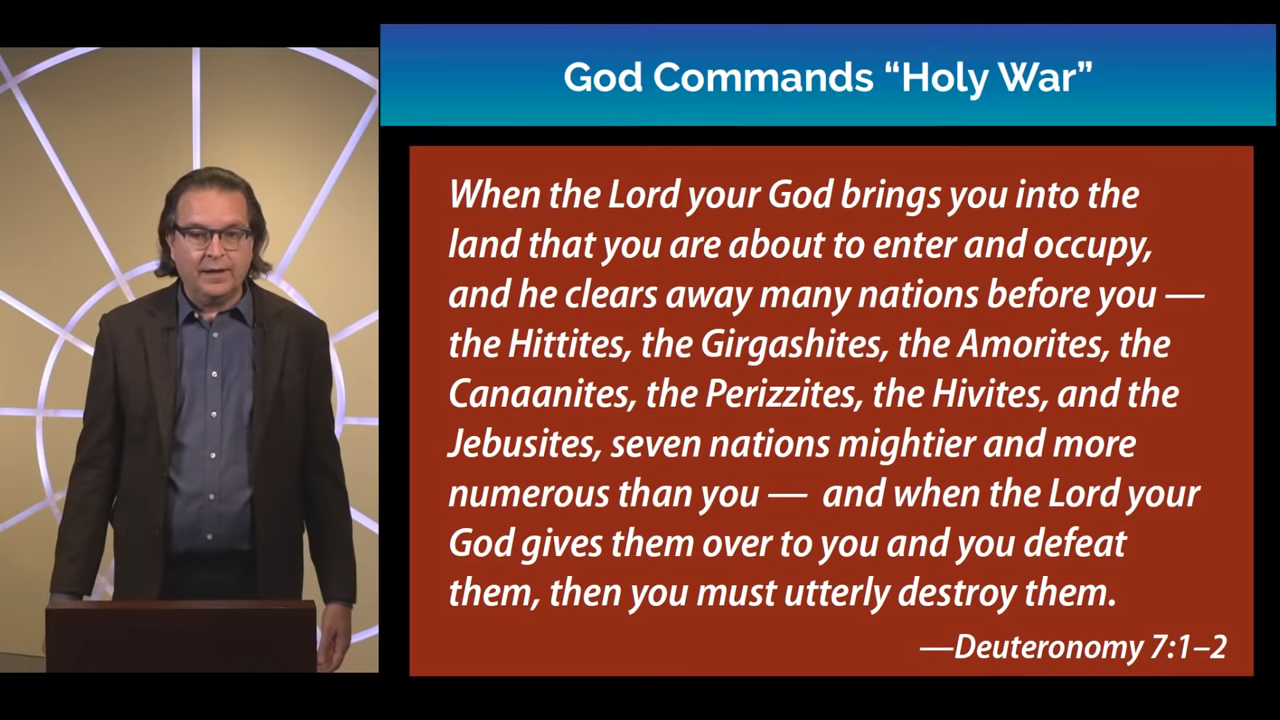 God Commands “Holy War”
When the Lord your God brings you into the
land that you are about to enter and occupy,
and he clears away many nations before you —
the Hittites, the Girgashites, the Amorites, the
Canaanites, the Perizzites, the Hivites, and the
Jebusites, seven nations mightier and more
numerous than you — and when the Lord your
God gives them over to you and you defeat
them, then you must utterly destroy them.
—Deuteronomy 7:1–2